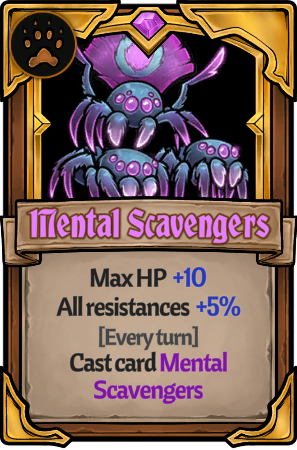 Mental Scavengers
Max HP +10
All resistances +5%
[Every turn]
Cast card Mental
Scavengers